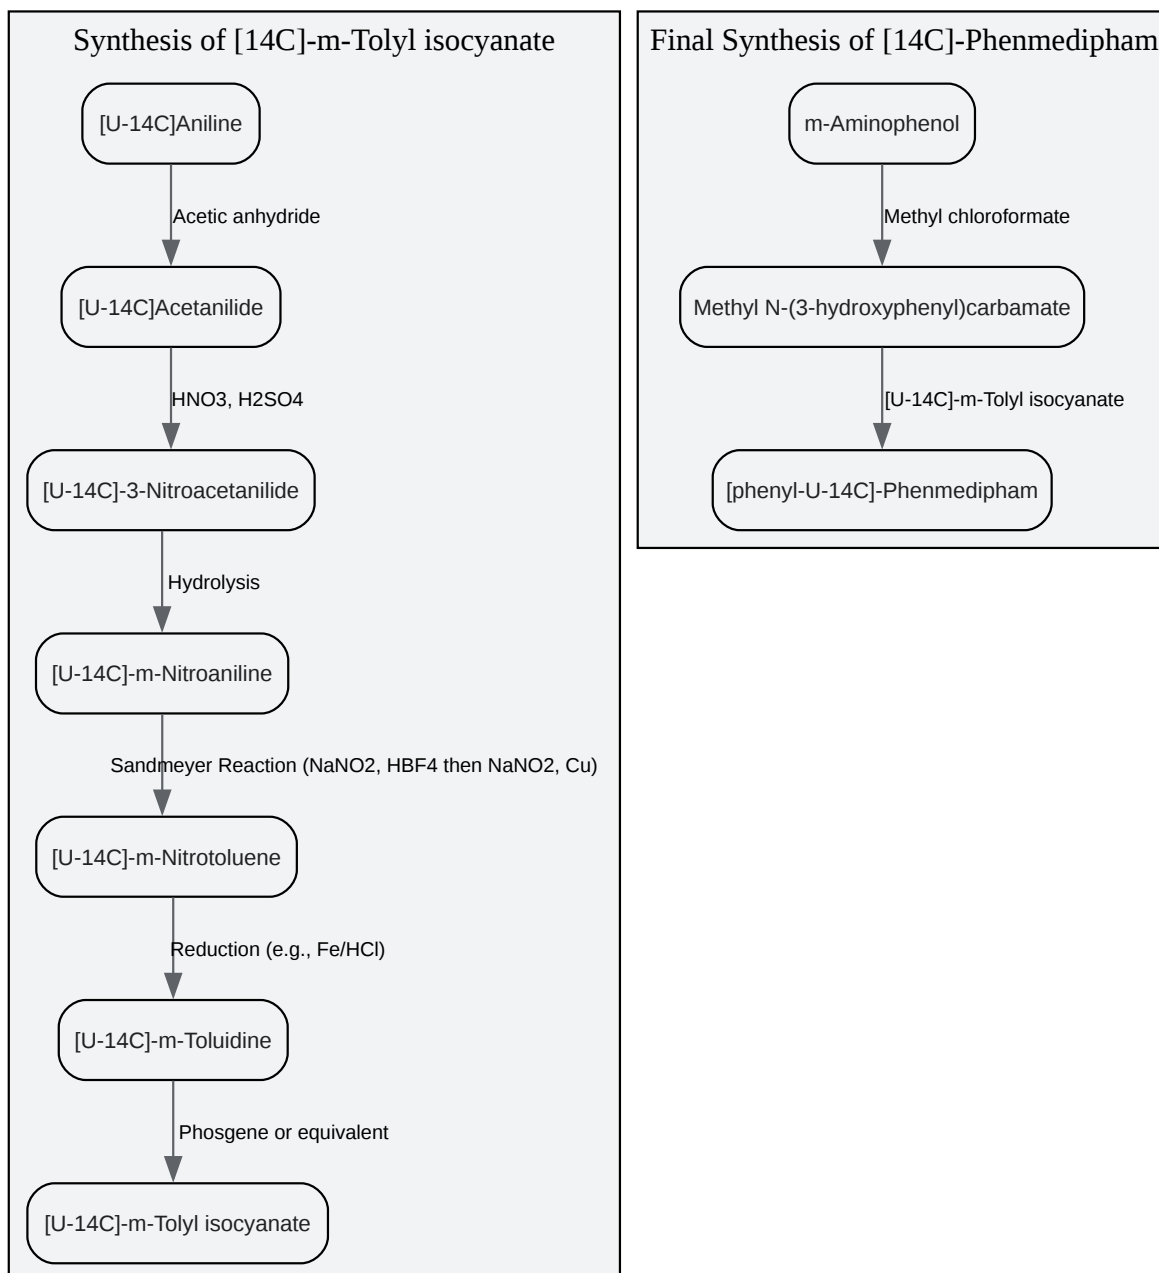 Synthesis of [14C]-m-Tolyl isocyanate
[U-14C]Aniline
Acetic anhydride
[U-14C]Acetanilide
HNO3, H2SO4
[U-14C]-3-Nitroacetanilide
Hydrolysis
[U-14C]-m-Nitroaniline
Sandmeyer Reaction (NaNO2, HBF4 then NaNO2, Cu)
[U-14C]-m-Nitrotoluene
Reduction (e.g., Fe/HCl)
[U-14C]-m-Toluidine
Phosgene or equivalent
[U-14C]-m-Tolyl isocyanate
Final Synthesis of [14C]-Phenmedipham
m-Aminophenol
Methyl chloroformate
Methyl N-(3-hydroxyphenyl)carbamate
[U-14C]-m-Tolyl isocyanate
[phenyl-U-14C]-Phenmedipham